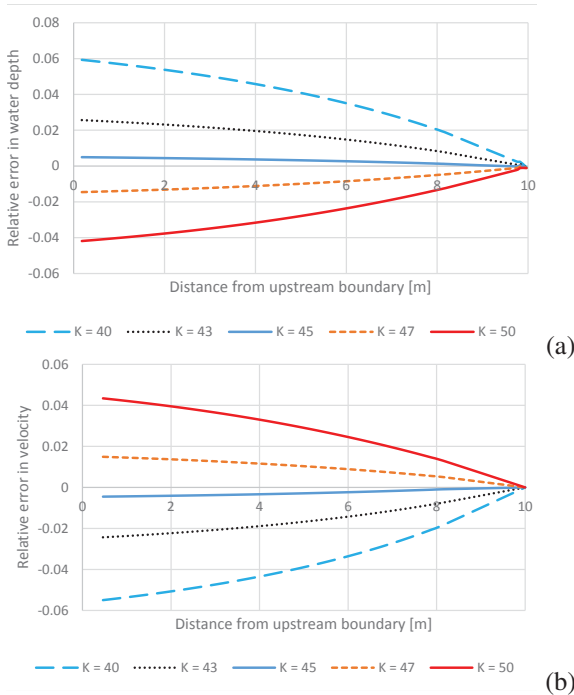 0.08
0.06
0.04
0.02
0
-0.02
-0.04
-0.06
Relative error in water depth
0 2 4 6 8 10
Distance from upstream boundary [m]
K = 40 K = 43 K = 45 K = 47 K = 50
(a)
0.06
0.04
0.02
0
-0.02
-0.04
-0.06
Relative error in velocity
0 2 4 6 8 10
Distance from upstream boundary [m]
K = 40 K = 43 K = 45 K = 47 K = 50
(b)